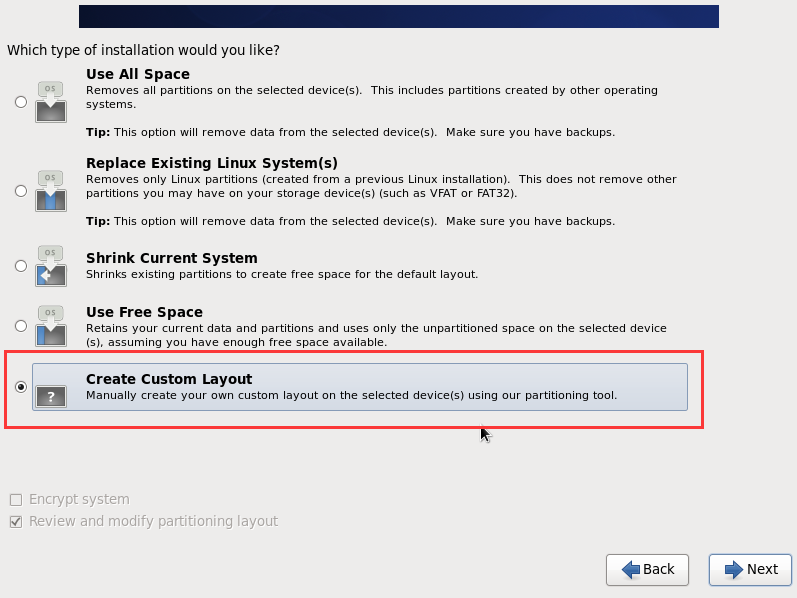 Which type of installation would you like?
OS
Use All Space
Removes all partitions on the selected device(s).  This includes partitions created by other operating
systems.
Tip: This option will remove data from the selected device(s).  Make sure you have backups.
OS
Replace Existing Linux System(s)
Removes only Linux partitions (created from a previous Linux installation).  This does not remove other
partitions you may have on your storage device(s) (such as VFAT or FAT32).
Tip: This option will remove data from the selected device(s).  Make sure you have backups.
OS
Shrink Current System
Shrinks existing partitions to create free space for the default layout.
OS
Use Free Space
Retains your current data and partitions and uses only the unpartitioned space on the selected device
(s), assuming you have enough free space available.
?
Create Custom Layout
Manually create your own custom layout on the selected device(s) using our partitioning tool.
Encrypt system
Review and modify partitioning layout
Back
Next